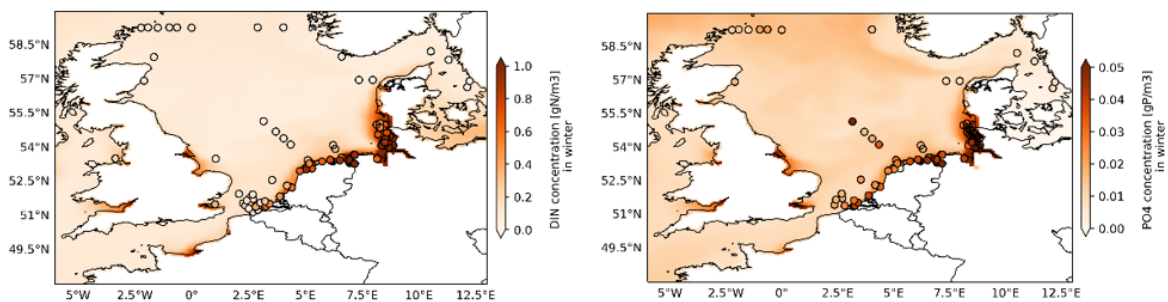 58.5°N
57°N
55.5°N
54°N
52.5°N
51°N
49.5°N
5°W
2.5°W
0°
2.5°E
5°E
7.5°E
10°E
12.5°E
1.0
0.8
0.6
0.4
0.2
0.0
DIN concentration [gN/m3]
in winter
58.5°N
57°N
55.5°N
54°N
52.5°N
51°N
49.5°N
5°W
2.5°W
0°
2.5°E
5°E
7.5°E
10°E
12.5°E
0.05
0.04
0.03
0.02
0.01
0.00
PO4 concentration [gP/m3]
in winter